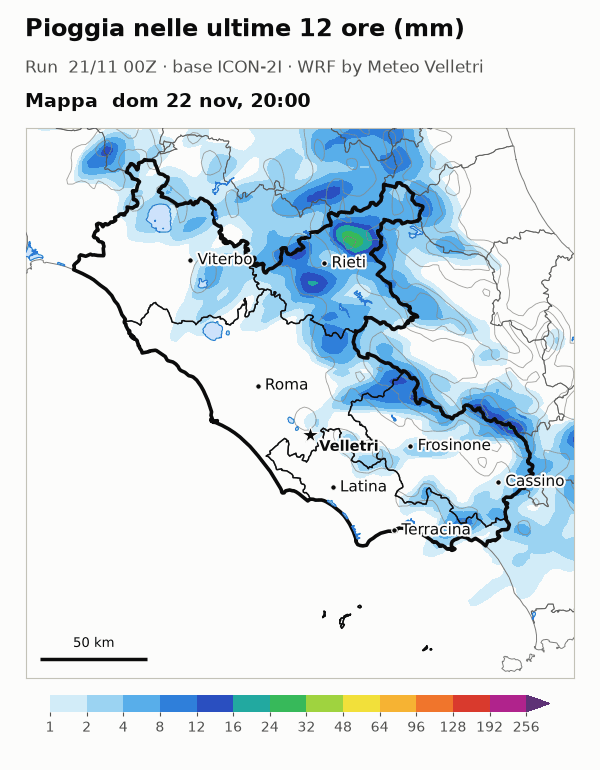 Pioggia nelle ultime 12 ore (mm)
Run  21/11 00Z · base ICON-2I · WRF by Meteo Velletri
Mappa  dom 22 nov, 20:00
Viterbo
Rieti
Roma
Velletri
Frosinone
Latina
Cassino
Terracina
50 km
1 2 4 8 12 16 24 32 48 64 96 128 192 256